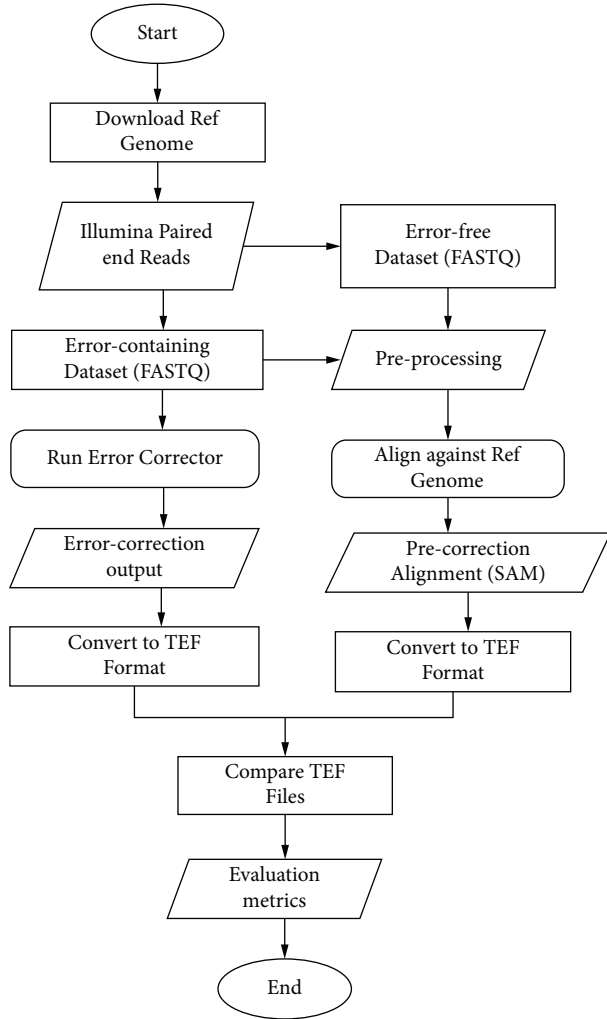 Start
Download Ref
Genome
Illumina Paired
end Reads
Error-free
Dataset (FASTQ)
Error-containing
Dataset (FASTQ)
Pre-processing
Run Error Corrector
Align against Ref
Genome
Error-correction
output
Pre-correction
Alignment (SAM)
Convert to TEF
Format
Convert to TEF
Format
Compare TEF
Files
Evaluation
metrics
End